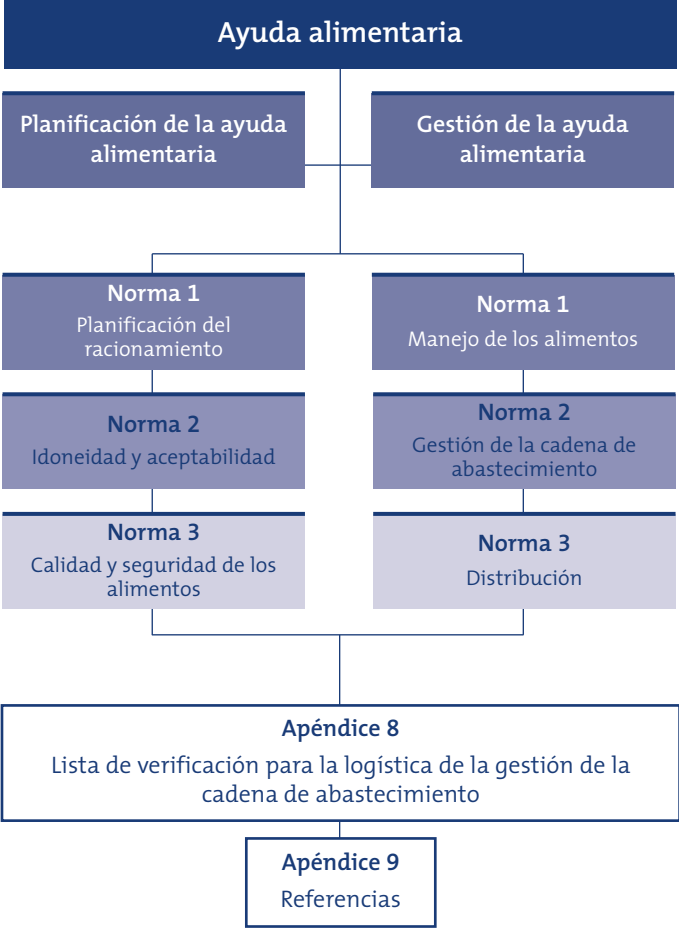 Ayuda alimentaria
Planificación de la ayuda
alimentaria
Gestión de la ayuda
alimentaria
Norma 1
Planificación del
racionamiento
Norma 2
Idoneidad y aceptabilidad
Norma 3
Calidad y seguridad de los
alimentos
Norma 1
Manejo de los alimentos
Norma 2
Gestión de la cadena de
abastecimiento
Norma 3
Distribución
Apéndice 8
Lista de verificación para la logística de la gestión de la
cadena de abastecimiento
Apéndice 9
Referencias